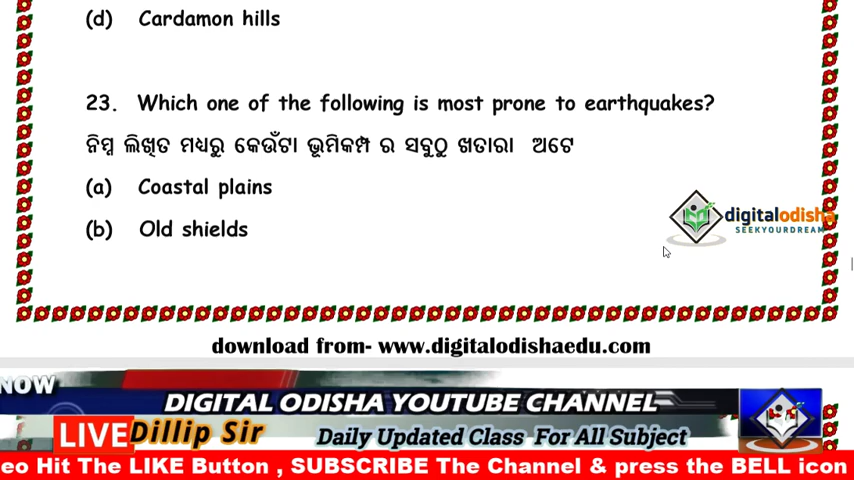 (d) Cardamon hills
23. Which one of the following is most prone to earthquakes?
ନିମ୍ନ ଲିଖିତ ମଧ୍ୟରୁ କେଉଁଟା ଭୂମିକମ୍ପ ର ସବୁଠୁ ଖତାରା ଅଟେ
(a) Coastal plains
(b) Old shields
digitalodisha
SEEKYOURDREAM
download from- www.digitalodishaedu.com
NOW
DIGITAL ODISHA YOUTUBE CHANNEL
LIVE Dillip Sir Daily Updated Class For All Subject
eo Hit The LIKE Button , SUBSCRIBE The Channel & press the BELL icon